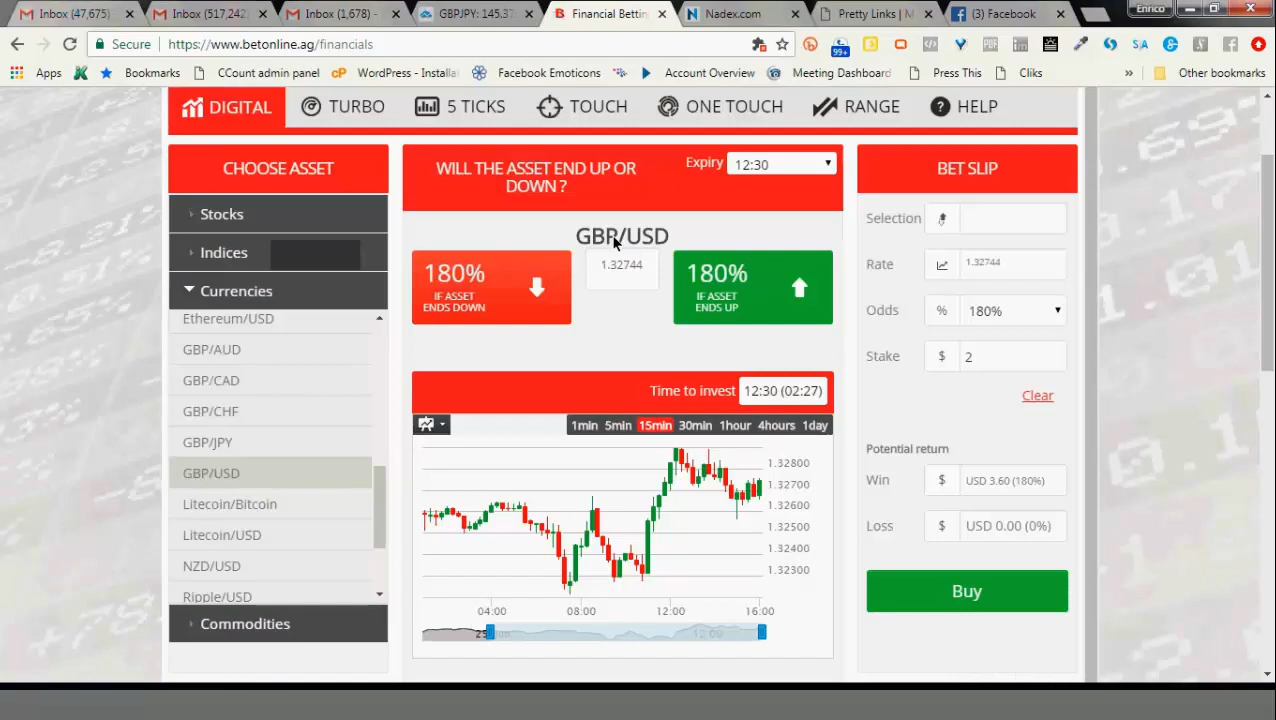 Inbox (47,675)
Inbox (517,242)
Inbox (1,678) -
GBPJPY: 145.37
Financial Bettin
Nadex.com
Pretty Links | M
(3) Facebook
Enrico
Secure
https://www.betonline.ag/financials
99+
Apps
Bookmarks
CCount admin panel
cP WordPress - Installa
Facebook Emoticons
Account Overview
Meeting Dashboard
Press This
Cliks
»
Other bookmarks
DIGITAL
TURBO
5 TICKS
TOUCH
ONE TOUCH
RANGE
? HELP
CHOOSE ASSET
Stocks
Indices
Currencies
Ethereum/USD
GBP/AUD
GBP/CAD
GBP/CHF
GBP/JPY
GBP/USD
Litecoin/Bitcoin
Litecoin/USD
NZD/USD
Ripple/USD
Commodities
WILL THE ASSET END UP OR
DOWN ?
Expiry
12:30
GBP/USD
180%
IF ASSET
ENDS DOWN
1.32744
180%
IF ASSET
ENDS UP
Time to invest
12:30 (02:27)
1min 5min 15min 30min 1hour 4hours 1day
1.32800
1.32700
1.32600
1.32500
1.32400
1.32300
04:00 08:00 12:00 16:00
12:00
BET SLIP
Selection
Rate
1.32744
Odds
%
180%
Stake
$
2
Clear
Potential return
Win
$
USD 3.60 (180%)
Loss
$
USD 0.00 (0%)
Buy